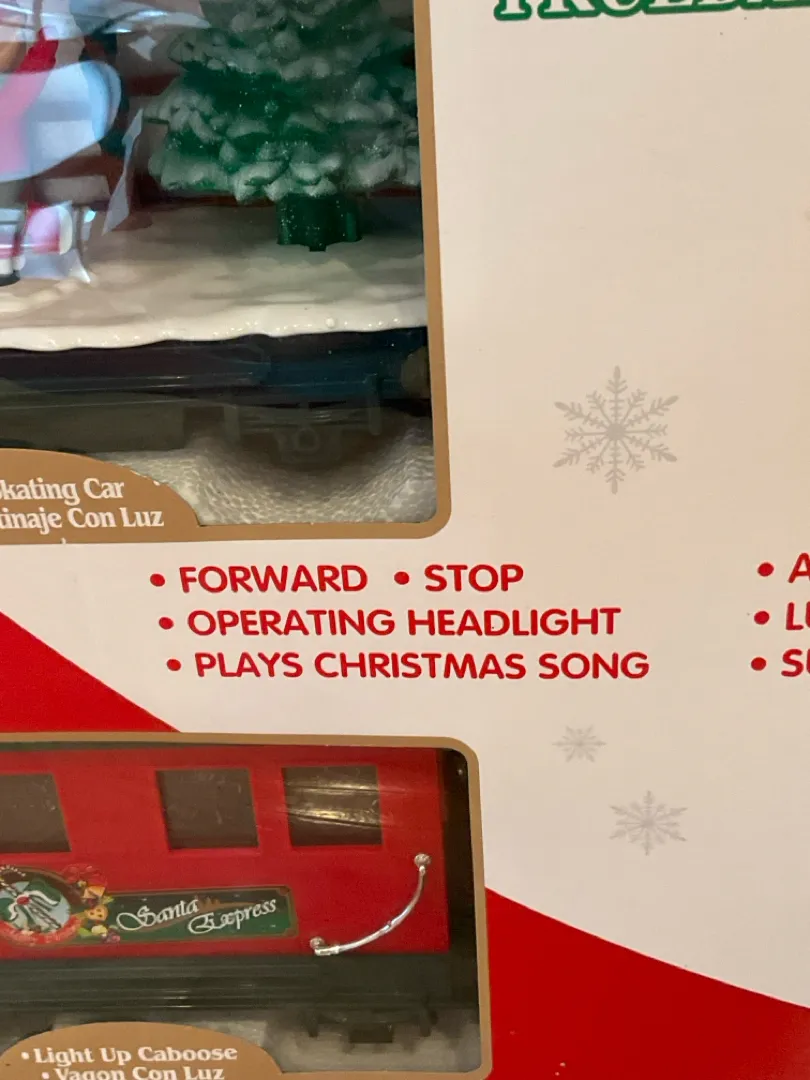 kating Car
tinaje Con Luz
• FORWARD • STOP
• OPERATING HEADLIGHT
• PLAYS CHRISTMAS SONG
Santa
Express
• Light Up Caboose
• Vagon Con Luz